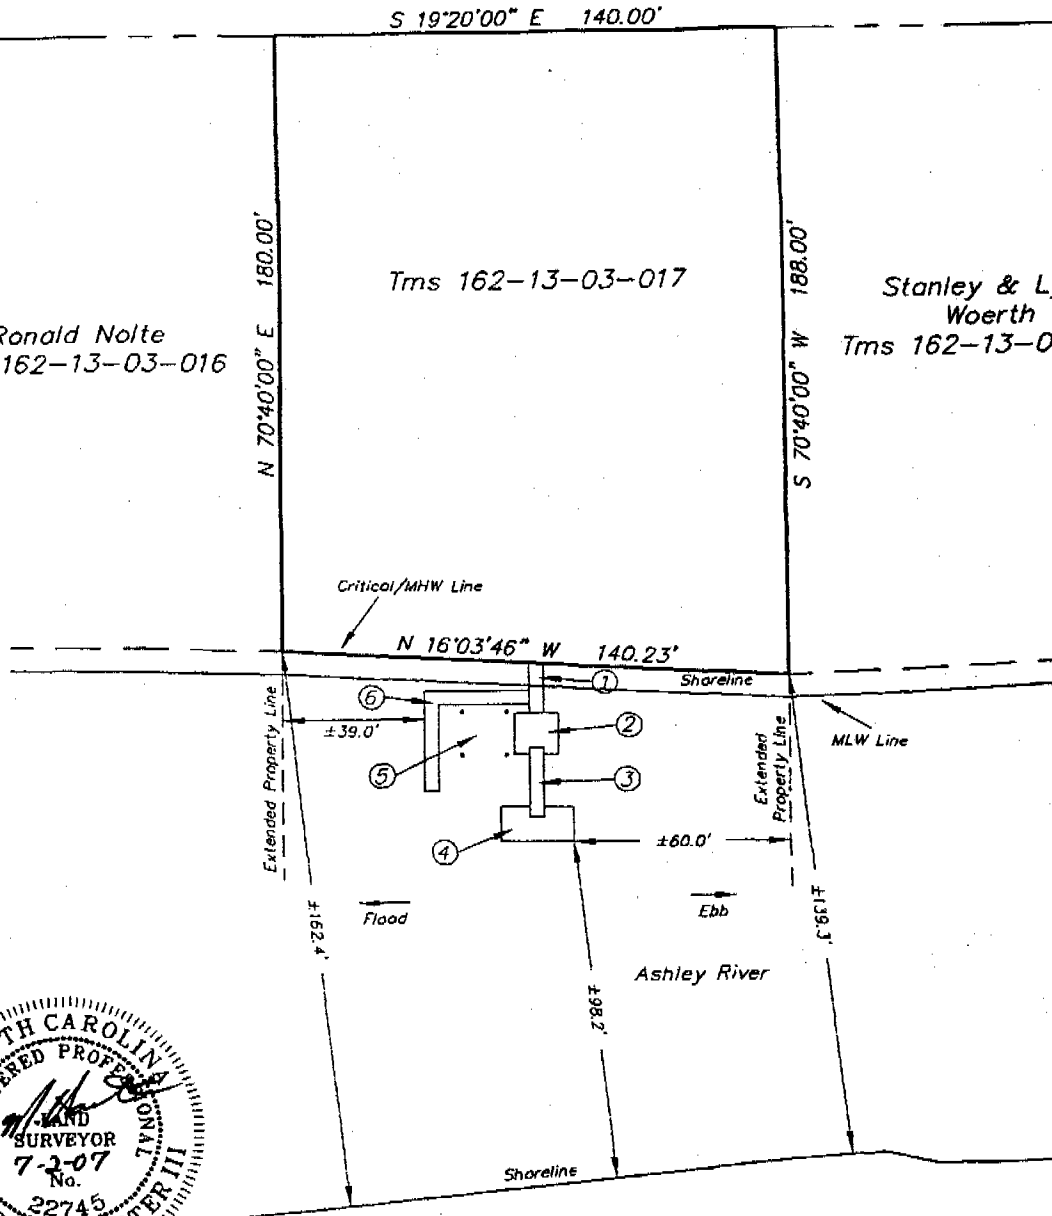 S 19°20'00" E 140.00'
N 70°40'00" E 180.00'
Tms 162-13-03-017
S 70°40'00" W 188.00'
Ronald Nolte
162-13-03-016
Stanley & L
Woerth
Tms 162-13-0
Critical/MHW Line
N 16°03'46" W 140.23'
Shoreline
1
6
2
±39.0'
MLW Line
5
3
Extended Property Line
Extended
Property Line
4
±60.0'
Flood
Ebb
±162.4'
±139.3'
Ashley River
±98.2'
Shoreline
TH CAROLINA
ERED PROFESSIONAL
LAND
SURVEYOR
7-2-07
No.
22745
TER III